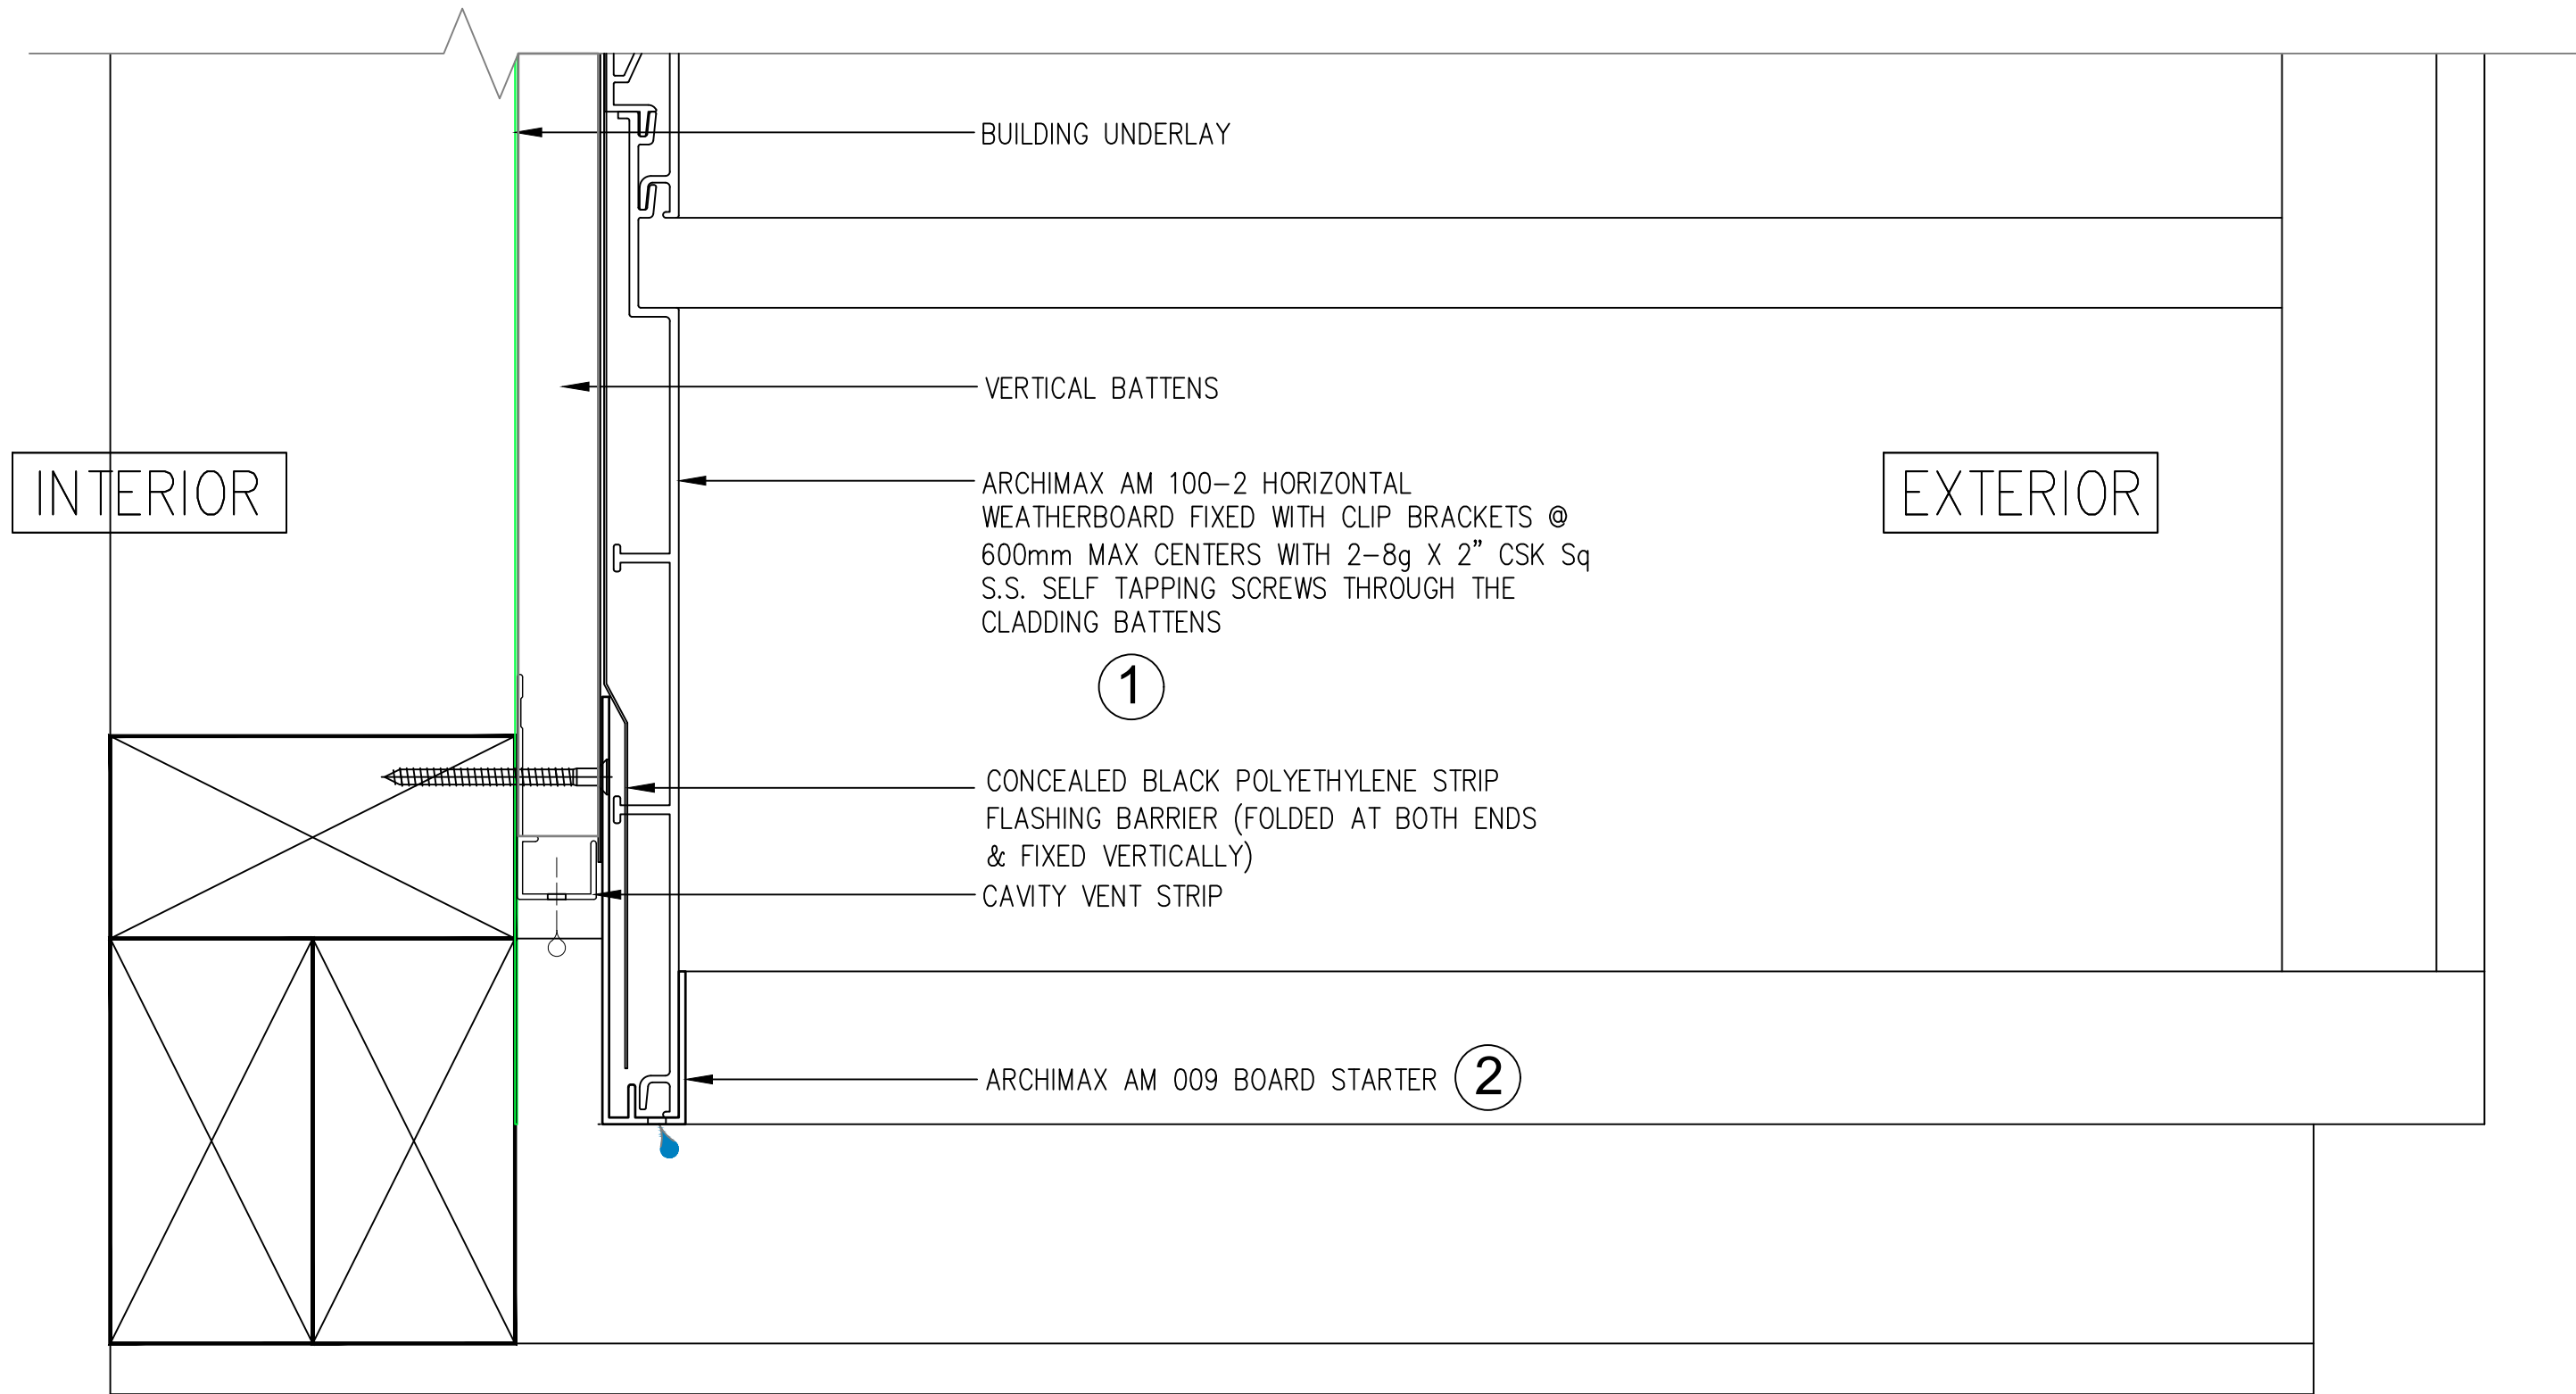 BUILDING UNDERLAY
VERTICAL BATTENS
INTERIOR
EXTERIOR
ARCHIMAX AM 100-2 HORIZONTAL
WEATHERBOARD FIXED WITH CLIP BRACKETS @
600mm MAX CENTERS WITH 2-8g X 2" CSK Sq
S.S. SELF TAPPING SCREWS THROUGH THE
CLADDING BATTENS
1
CONCEALED BLACK POLYETHYLENE STRIP
FLASHING BARRIER (FOLDED AT BOTH ENDS
& FIXED VERTICALLY)
CAVITY VENT STRIP
ARCHIMAX AM 009 BOARD STARTER 2